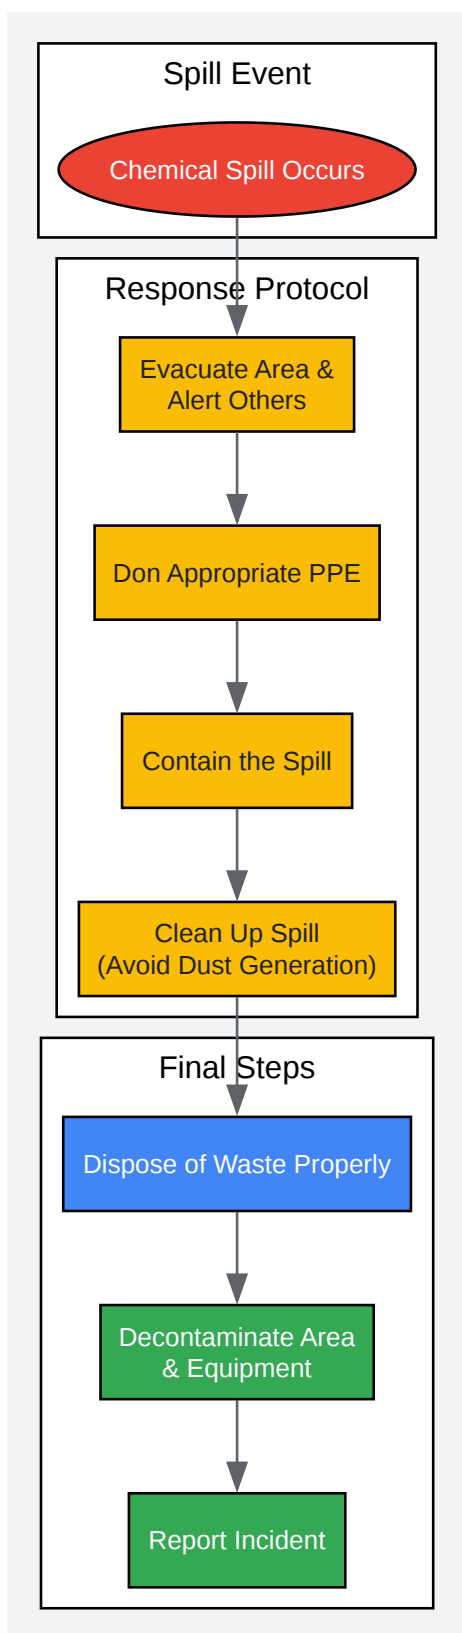 Spill Event
Chemical Spill Occurs
Response Protocol
Evacuate Area &
Alert Others
Don Appropriate PPE
Contain the Spill
Clean Up Spill
(Avoid Dust Generation)
Final Steps
Dispose of Waste Properly
Decontaminate Area
& Equipment
Report Incident